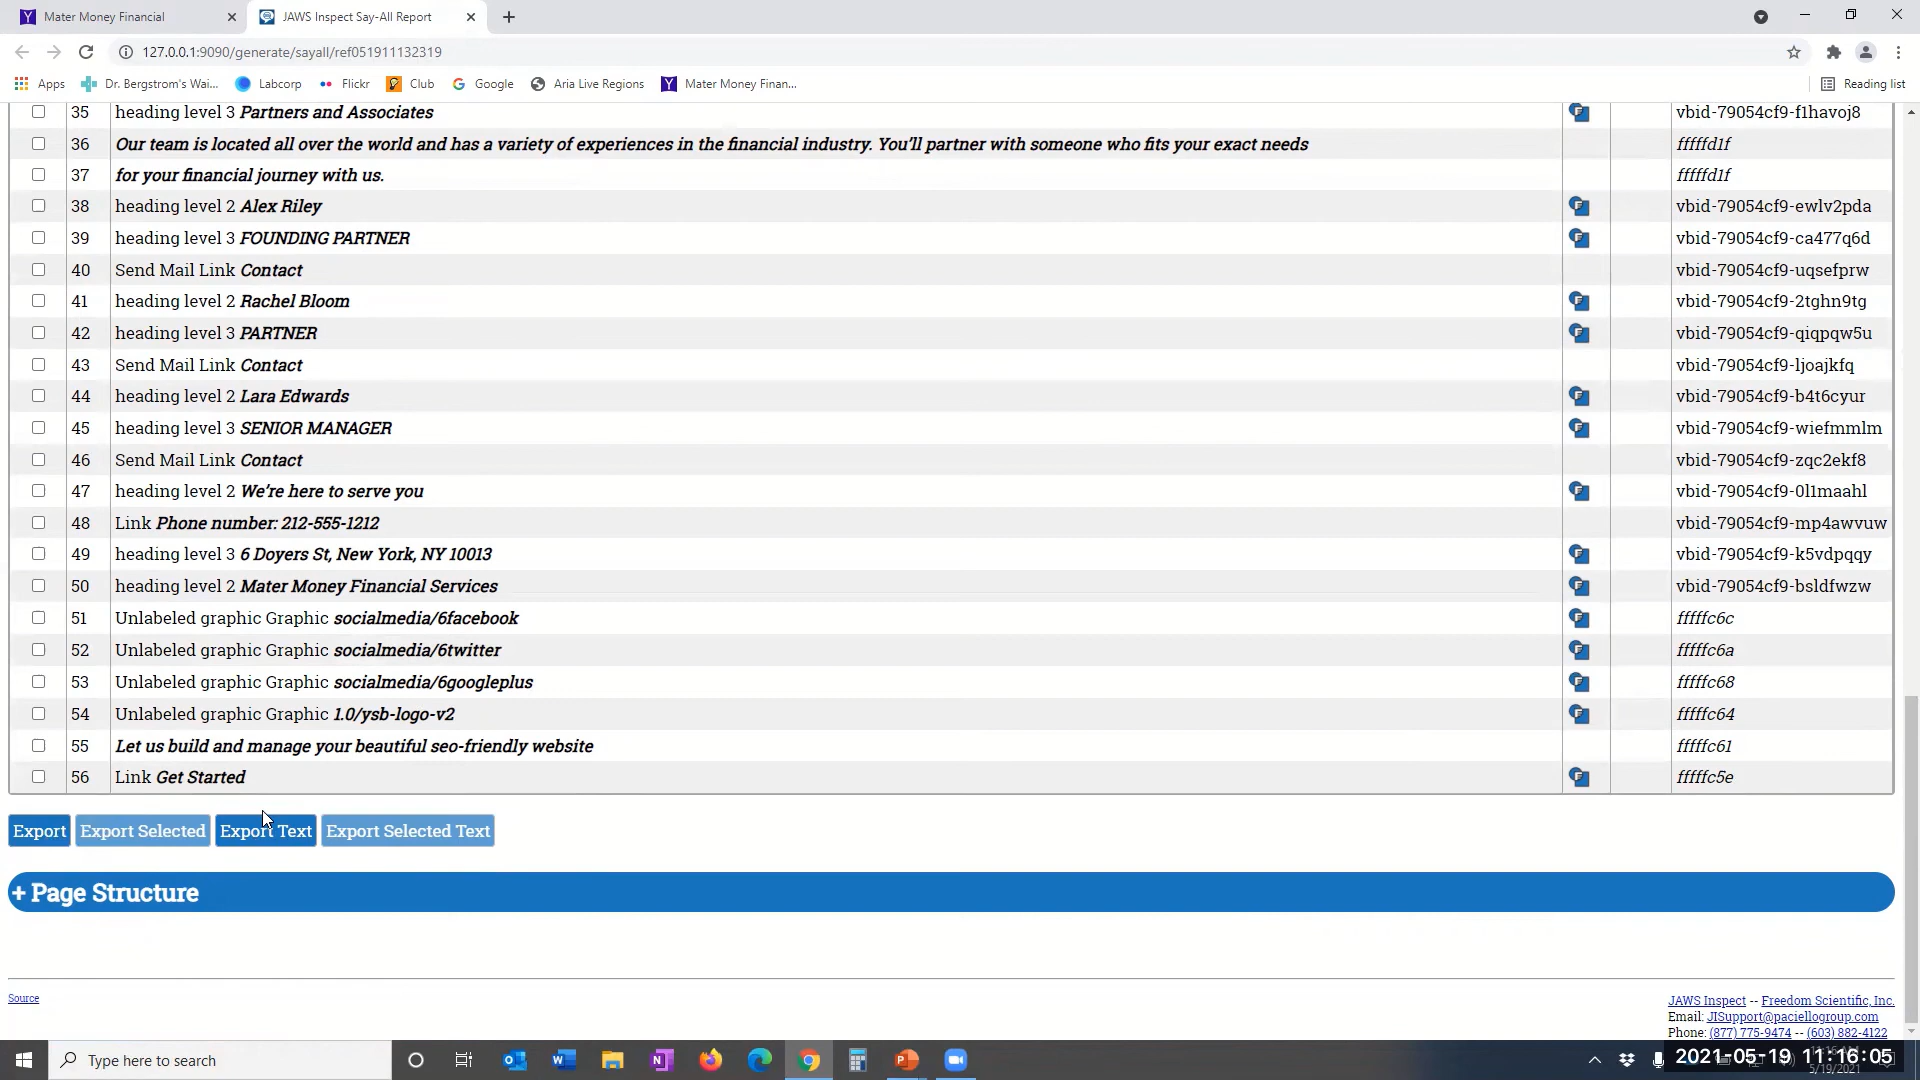 Mater Money Financial
JAWS Inspect Say-All Report
127.0.0.1:9090/generate/sayall/ref051911132319
Apps
Dr. Bergstrom's Wai...
Labcorp
Flickr
Club
Google
Aria Live Regions
Mater Money Finan...
Reading list
35 heading level 3 Partners and Associates vbid-79054cf9-f1havoj8
36 Our team is located all over the world and has a variety of experiences in the financial industry. You'll partner with someone who fits your exact needs fffffd1f
37 for your financial journey with us. fffffd1f
38 heading level 2 Alex Riley vbid-79054cf9-ewlv2pda
39 heading level 3 FOUNDING PARTNER vbid-79054cf9-ca477q6d
40 Send Mail Link Contact vbid-79054cf9-uqsefprw
41 heading level 2 Rachel Bloom vbid-79054cf9-2tghn9tg
42 heading level 3 PARTNER vbid-79054cf9-qiqpqw5u
43 Send Mail Link Contact vbid-79054cf9-ljoajkfq
44 heading level 2 Lara Edwards vbid-79054cf9-b4t6cyur
45 heading level 3 SENIOR MANAGER vbid-79054cf9-wiefmmlm
46 Send Mail Link Contact vbid-79054cf9-zqc2ekf8
47 heading level 2 We're here to serve you vbid-79054cf9-0l1maahl
48 Link Phone number: 212-555-1212 vbid-79054cf9-mp4awvuw
49 heading level 3 6 Doyers St, New York, NY 10013 vbid-79054cf9-k5vdpqqy
50 heading level 2 Mater Money Financial Services vbid-79054cf9-bsldfwzw
51 Unlabeled graphic Graphic socialmedia/6facebook fffffc6c
52 Unlabeled graphic Graphic socialmedia/6twitter fffffc6a
53 Unlabeled graphic Graphic socialmedia/6googleplus fffffc68
54 Unlabeled graphic Graphic 1.0/ysb-logo-v2 fffffc64
55 Let us build and manage your beautiful seo-friendly website fffffc61
56 Link Get Started fffffc5e
Export
Export Selected
Export Text
Export Selected Text
+ Page Structure
Source
JAWS Inspect -- Freedom Scientific, Inc.
Email: JISupport@paciellogroup.com
Phone: (877) 775-9474 -- (603) 882-4122
Type here to search
2021-05-19 11:16:05
5/19/2021